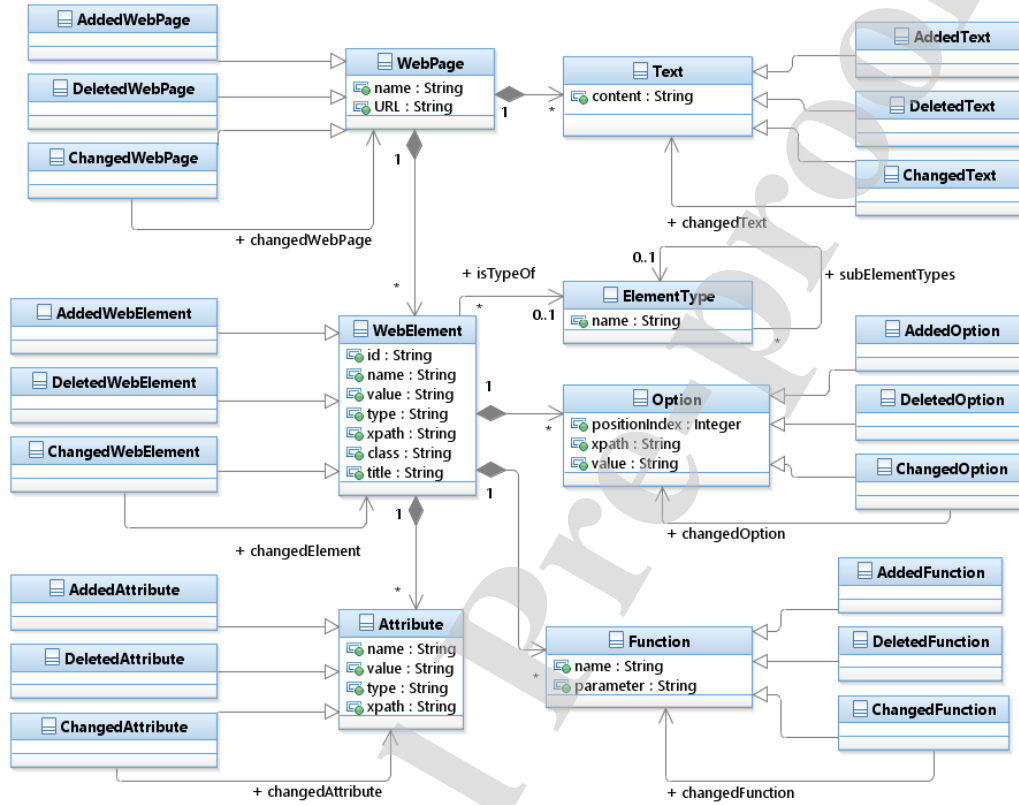 AddedWebPage
DeletedWebPage
ChangedWebPage
WebPage
name : String
URL : String
1
*
Text
content : String
AddedText
DeletedText
ChangedText
+ changedWebPage
+ changedText
1
*
+ isTypeOf
*
0..1
0..1
ElementType
name : String
+ subElementTypes
*
AddedWebElement
DeletedWebElement
ChangedWebElement
WebElement
id : String
name : String
value : String
type : String
xpath : String
class : String
title : String
1
*
Option
positionIndex : Integer
xpath : String
value : String
AddedOption
DeletedOption
ChangedOption
+ changedElement
+ changedOption
1
*
1
*
AddedAttribute
DeletedAttribute
ChangedAttribute
Attribute
name : String
value : String
type : String
xpath : String
Function
name : String
parameter : String
AddedFunction
DeletedFunction
ChangedFunction
+ changedAttribute
+ changedFunction